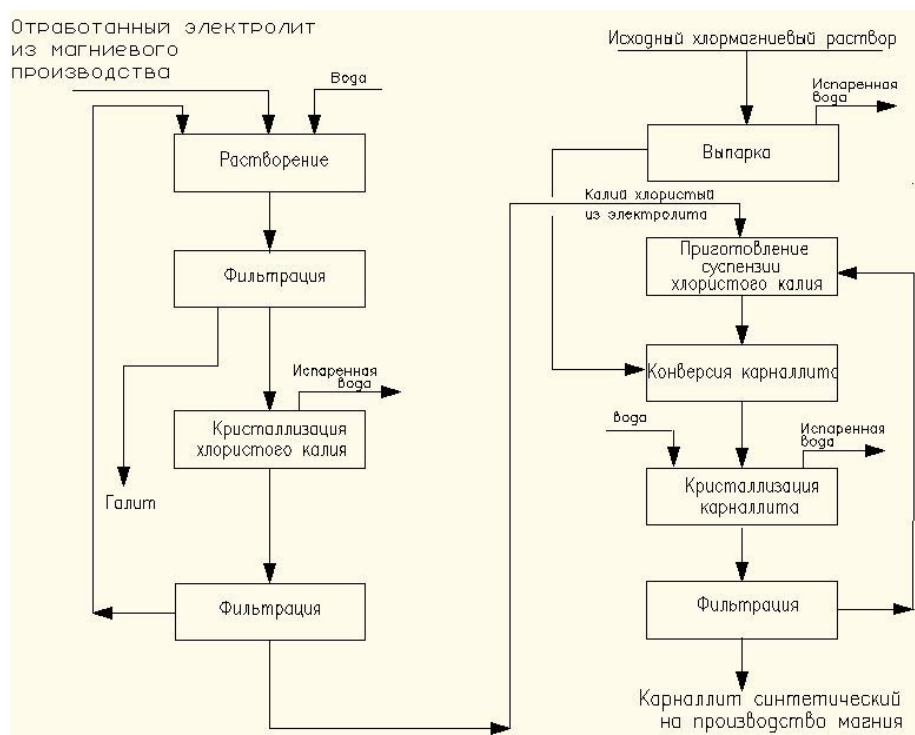 Отработанный электролит
из магниевого
производства
Вода
Растворение
Фильтрация
Испаренная
вода
Кристаллизация
хлористого калия
Галит
Фильтрация
Исходный хлормагниевый раствор
Испаренная
вода
Выпарка
Калий хлористый
из электролита
Приготовление
суспензии
хлористого калия
Конверсия карналлита
вода
Испаренная
вода
Кристаллизация
карналлита
Фильтрация
Карналлит синтетический
на производство магния